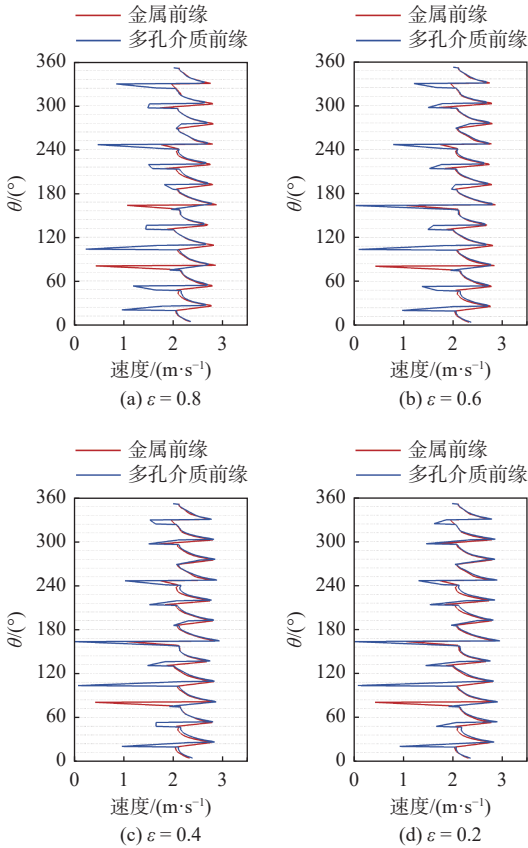 金属前缘 金属前缘
多孔介质前缘 多孔介质前缘
360 360
300 300
240 240
θ/(°) θ/(°)
180 180
120 120
60 60
0 0
0 1 2 3 0 1 2 3
速度/(m·s⁻¹) 速度/(m·s⁻¹)
(a) ε = 0.8 (b) ε = 0.6
金属前缘 金属前缘
多孔介质前缘 多孔介质前缘
360 360
300 300
240 240
θ/(°) θ/(°)
180 180
120 120
60 60
0 0
0 1 2 3 0 1 2 3
速度/(m·s⁻¹) 速度/(m·s⁻¹)
(c) ε = 0.4 (d) ε = 0.2